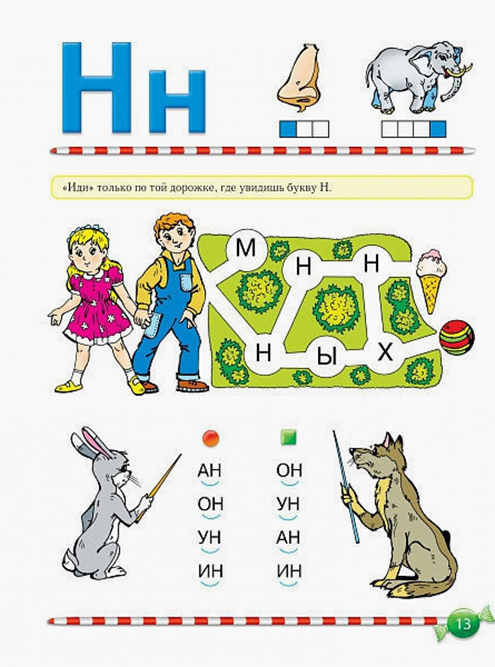 Нн
«Иди» только по той дорожке, где увидишь букву Н.
М Н Н
Н Ы Х
АН ОН
ОН УН
УН АН
ИН ИН
13